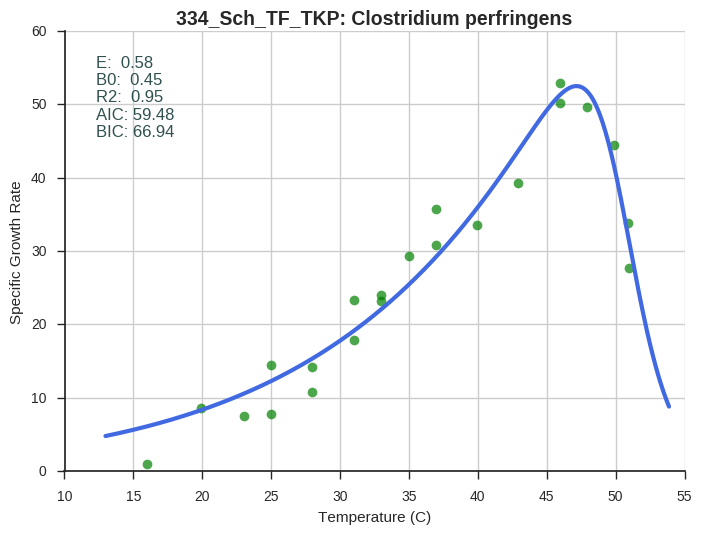 334_Sch_TF_TKP: Clostridium perfringens
E:  0.58
B0:  0.45
R2:  0.95
AIC: 59.48
BIC: 66.94
Specific Growth Rate
60
50
40
30
20
10
0
10 15 20 25 30 35 40 45 50 55
Temperature (C)